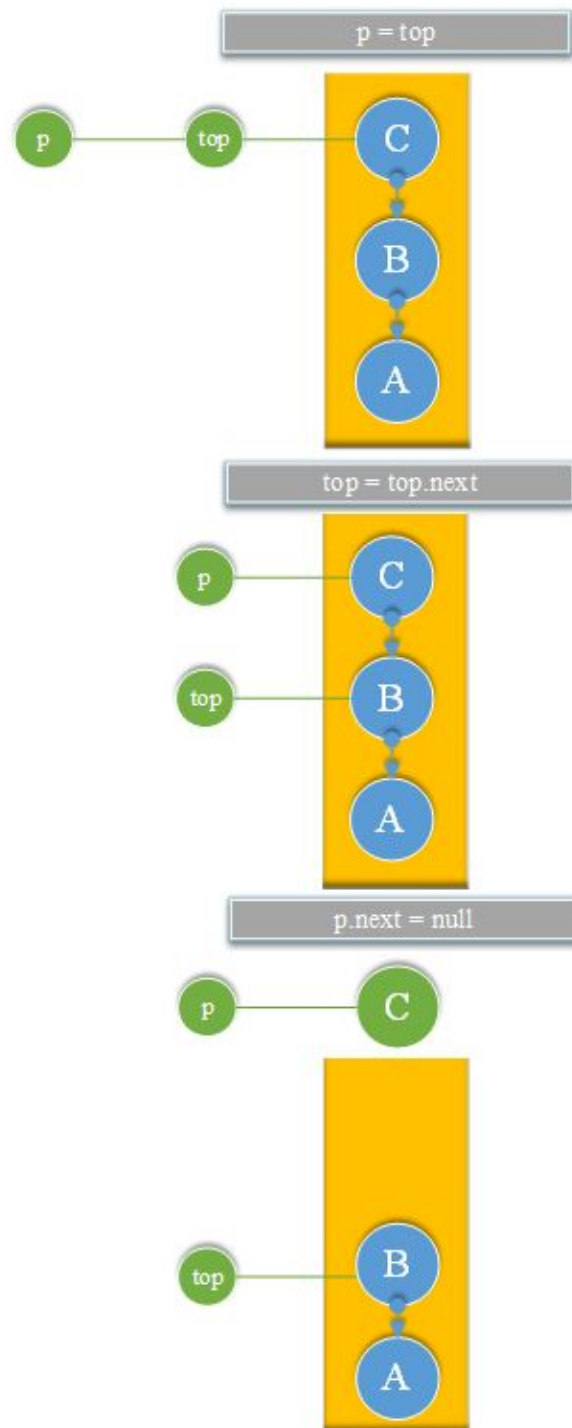 p = top
p top C
B
A
top = top.next
p C
top B
A
p.next = null
p C
top B
A